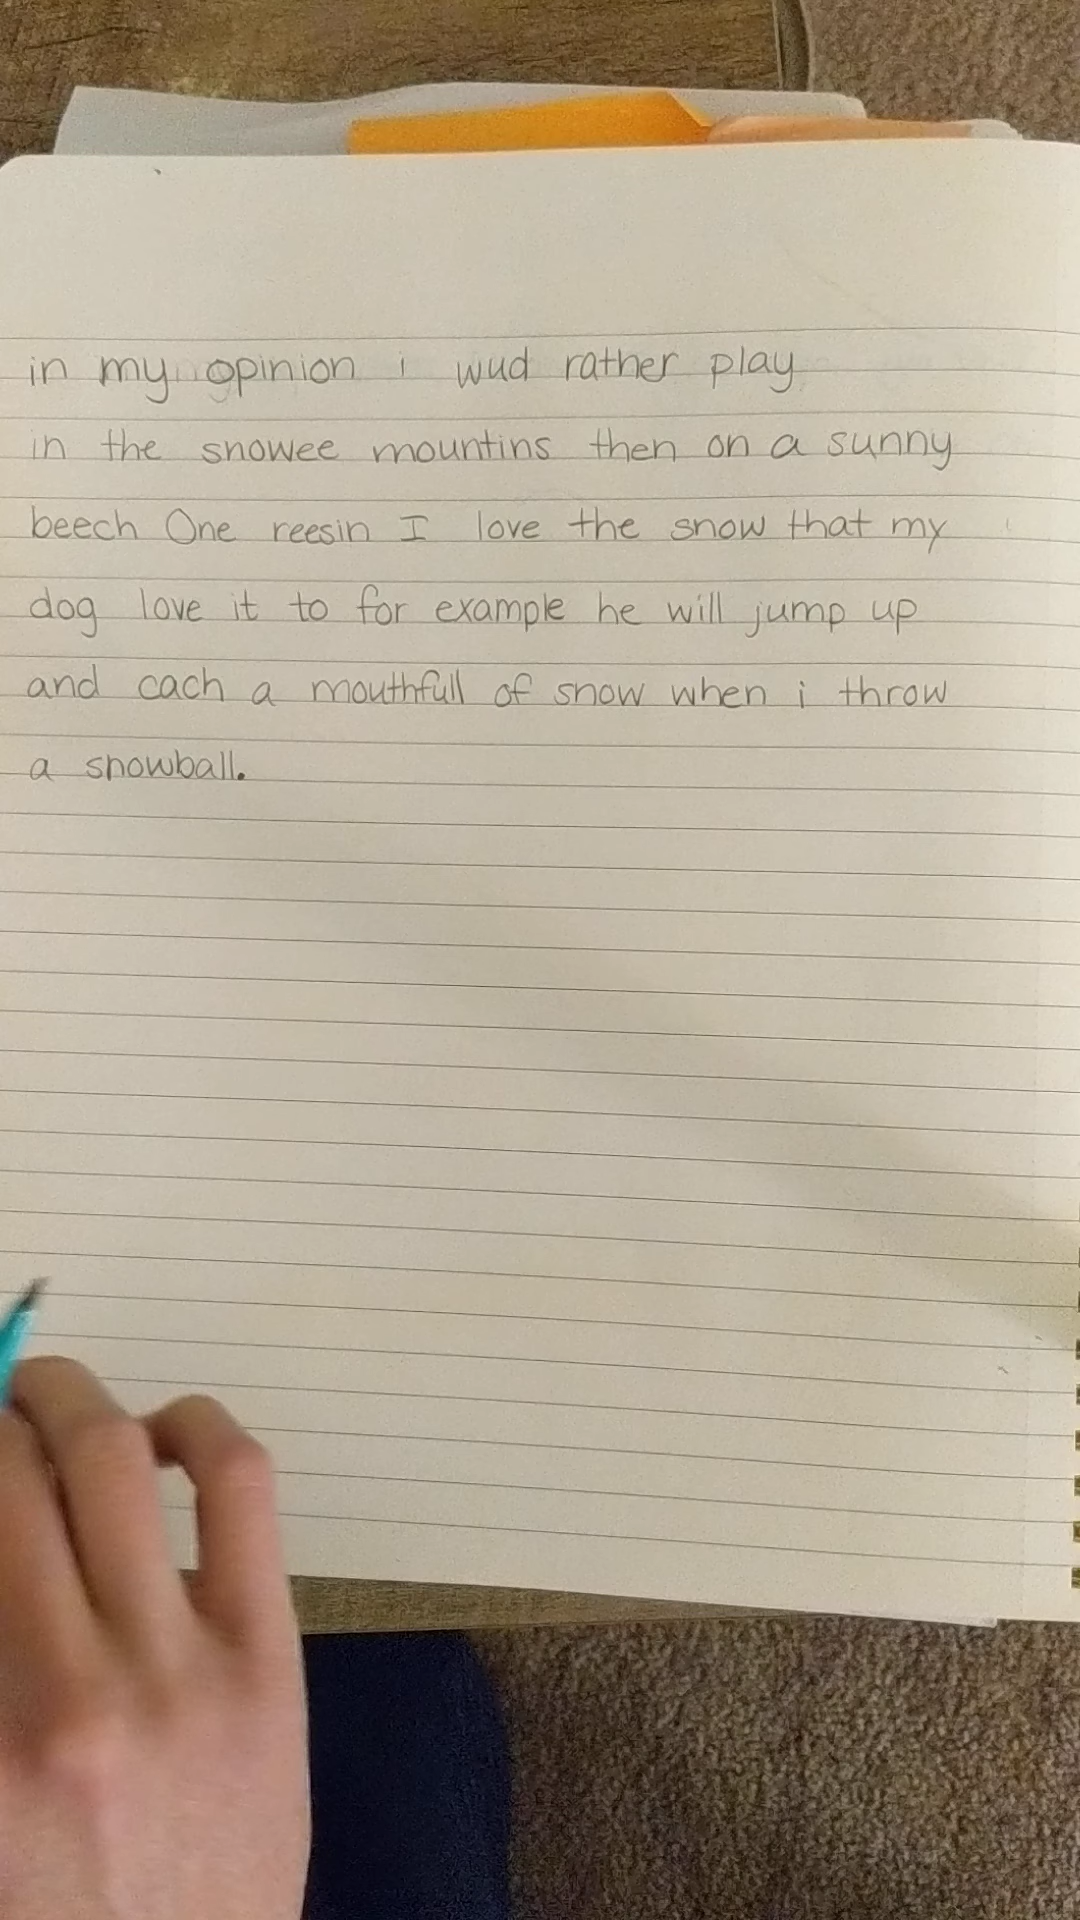 in my opinion i wud rather play
in the snowee mountins then on a sunny
beech One reesin I love the snow that my
dog love it to for example he will jump up
and cach a mouthfull of snow when i throw
a snowball.